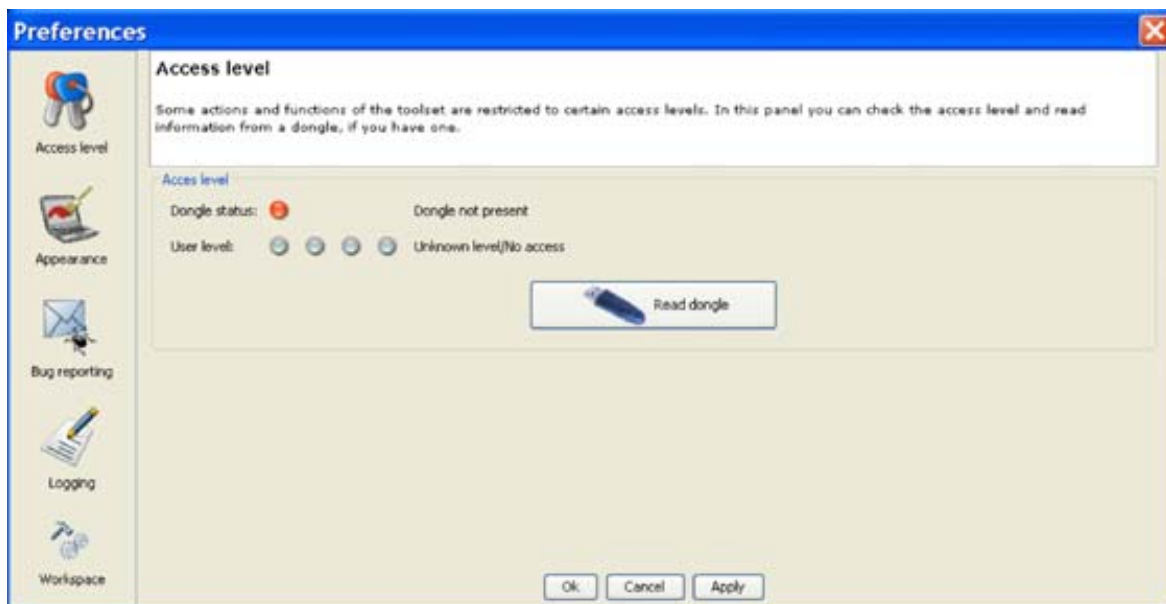 Preferences
Access level
Some actions and functions of the toolset are restricted to certain access levels. In this panel you can check the access level and read
information from a dongle, if you have one.
Access level
Acces level
Dongle status: Dongle not present
Appearance
User level: Unknown level/No access
Read dongle
Bug reporting
Logging
Workspace
Ok Cancel Apply